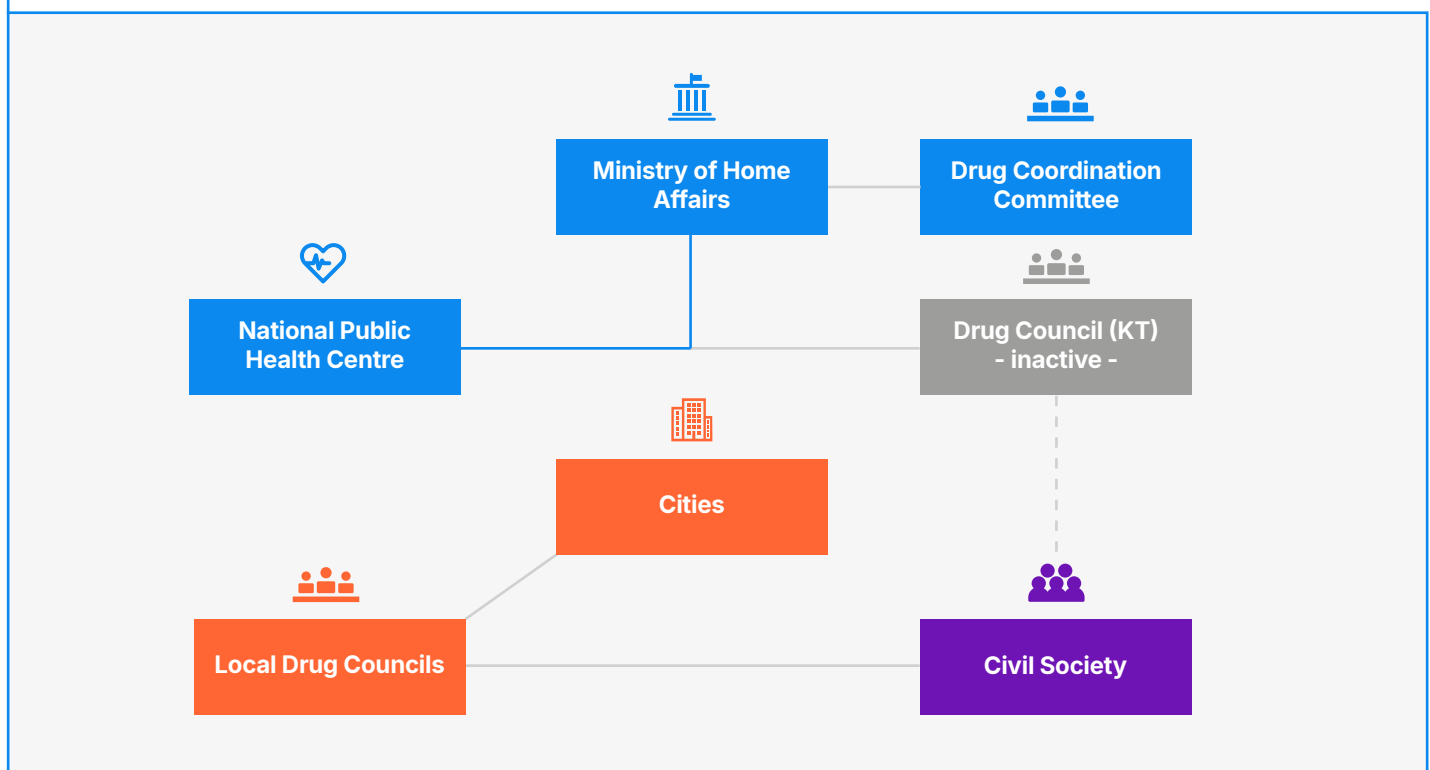 Ministry of Home
Affairs
Drug Coordination
Committee
National Public
Health Centre
Drug Council (KT)
- inactive -
Cities
Local Drug Councils
Civil Society